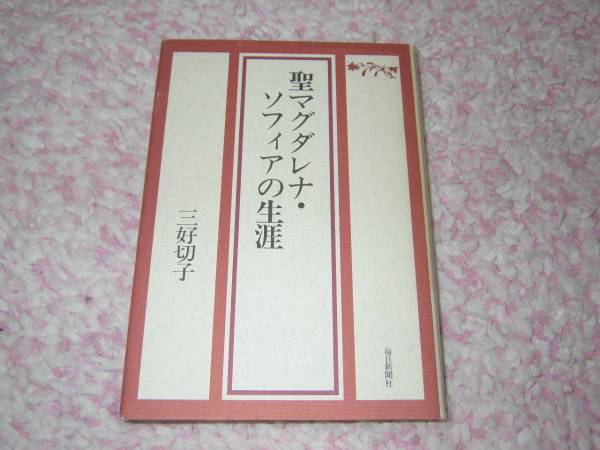 聖マグダレナ・
ソフィアの生涯
三好切子
毎日新聞社